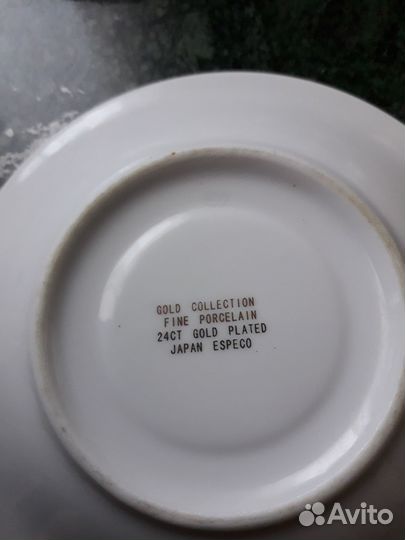 GOLD COLLECTION
FINE PORCELAIN
24CT GOLD PLATED
JAPAN ESPECO
Avito